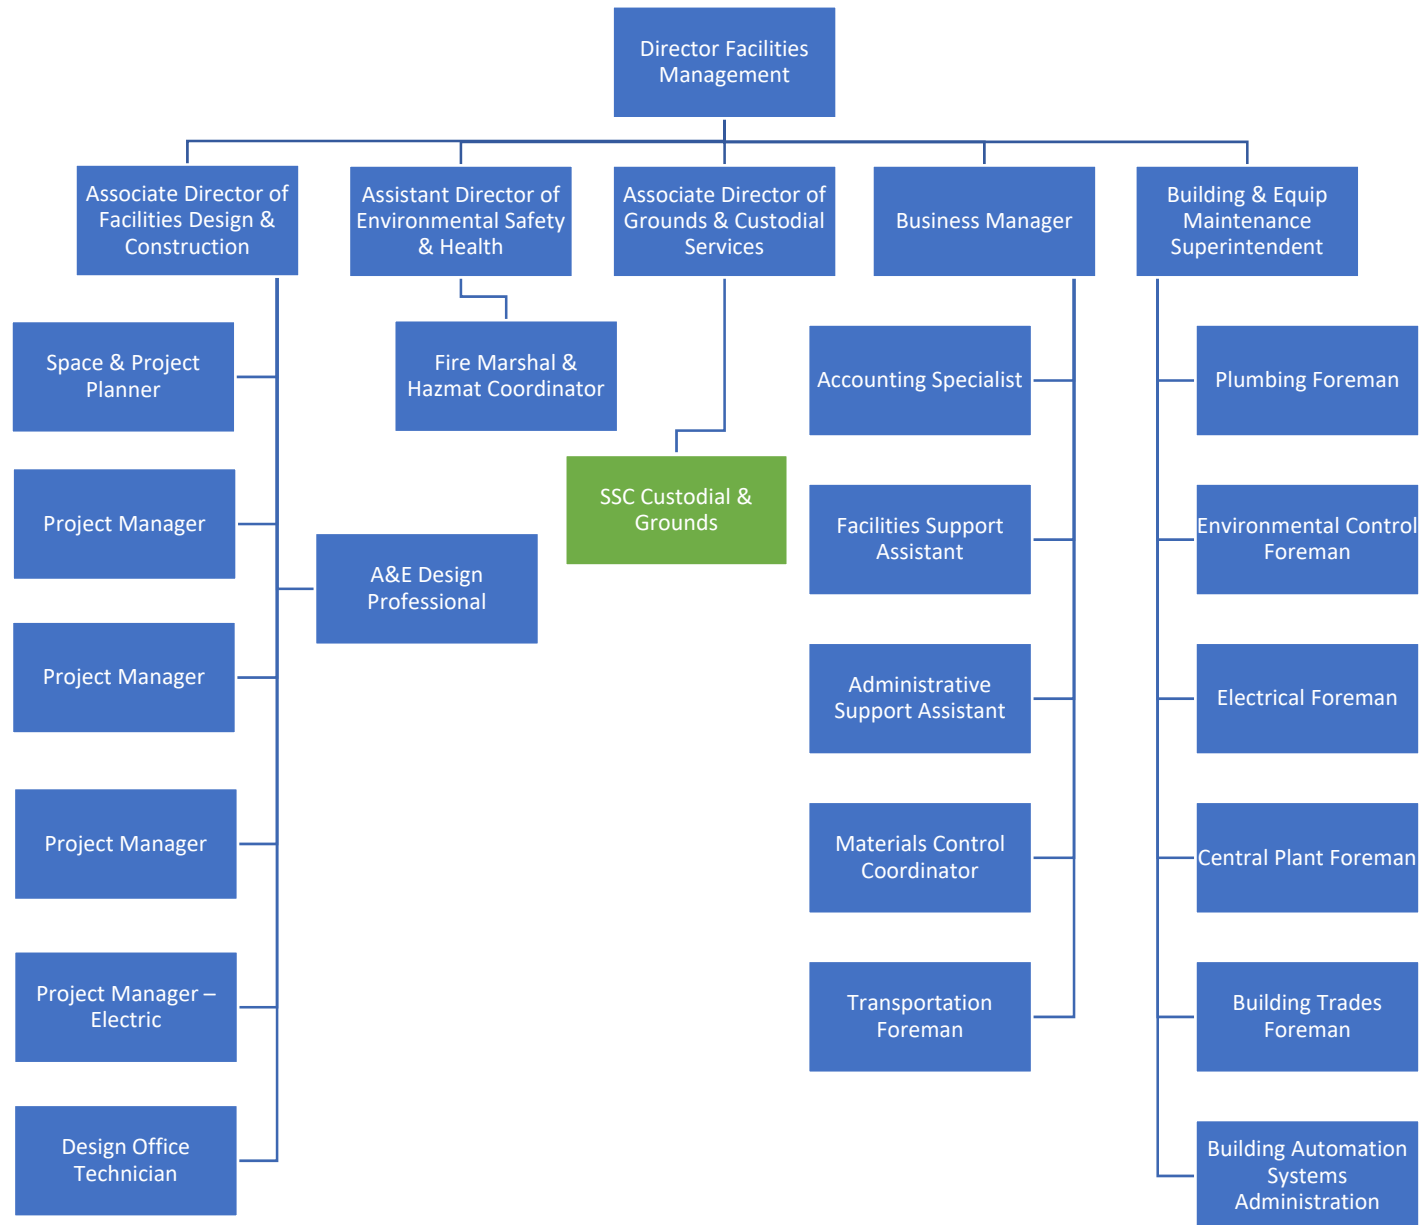 Director Facilities
Management
Associate Director of
Facilities Design &
Construction
Assistant Director of
Environmental Safety
& Health
Associate Director of
Grounds & Custodial
Services
Business Manager
Building & Equip
Maintenance
Superintendent
Space & Project
Planner
Fire Marshal &
Hazmat Coordinator
Accounting Specialist
Plumbing Foreman
Project Manager
SSC Custodial &
Grounds
Facilities Support
Assistant
Environmental Control
Foreman
A&E Design
Professional
Project Manager
Administrative
Support Assistant
Electrical Foreman
Project Manager
Materials Control
Coordinator
Central Plant Foreman
Project Manager –
Electric
Transportation
Foreman
Building Trades
Foreman
Design Office
Technician
Building Automation
Systems
Administration